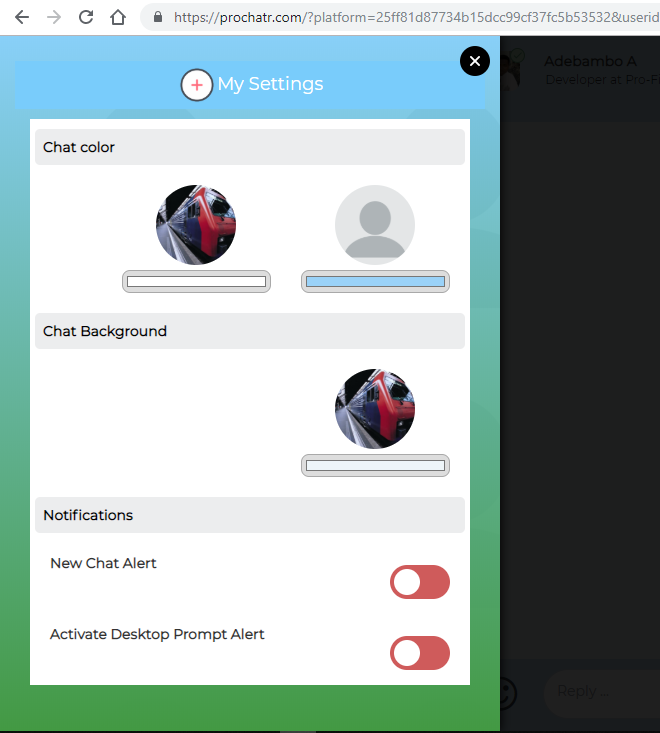 https://prochatr.com/?platform=25ff81d87734b15dcc99cf37fc5b53532&userid
Adebambo A
Developer at Pro-F
My Settings
Chat color
Chat Background
Notifications
New Chat Alert
Activate Desktop Prompt Alert
Reply ...